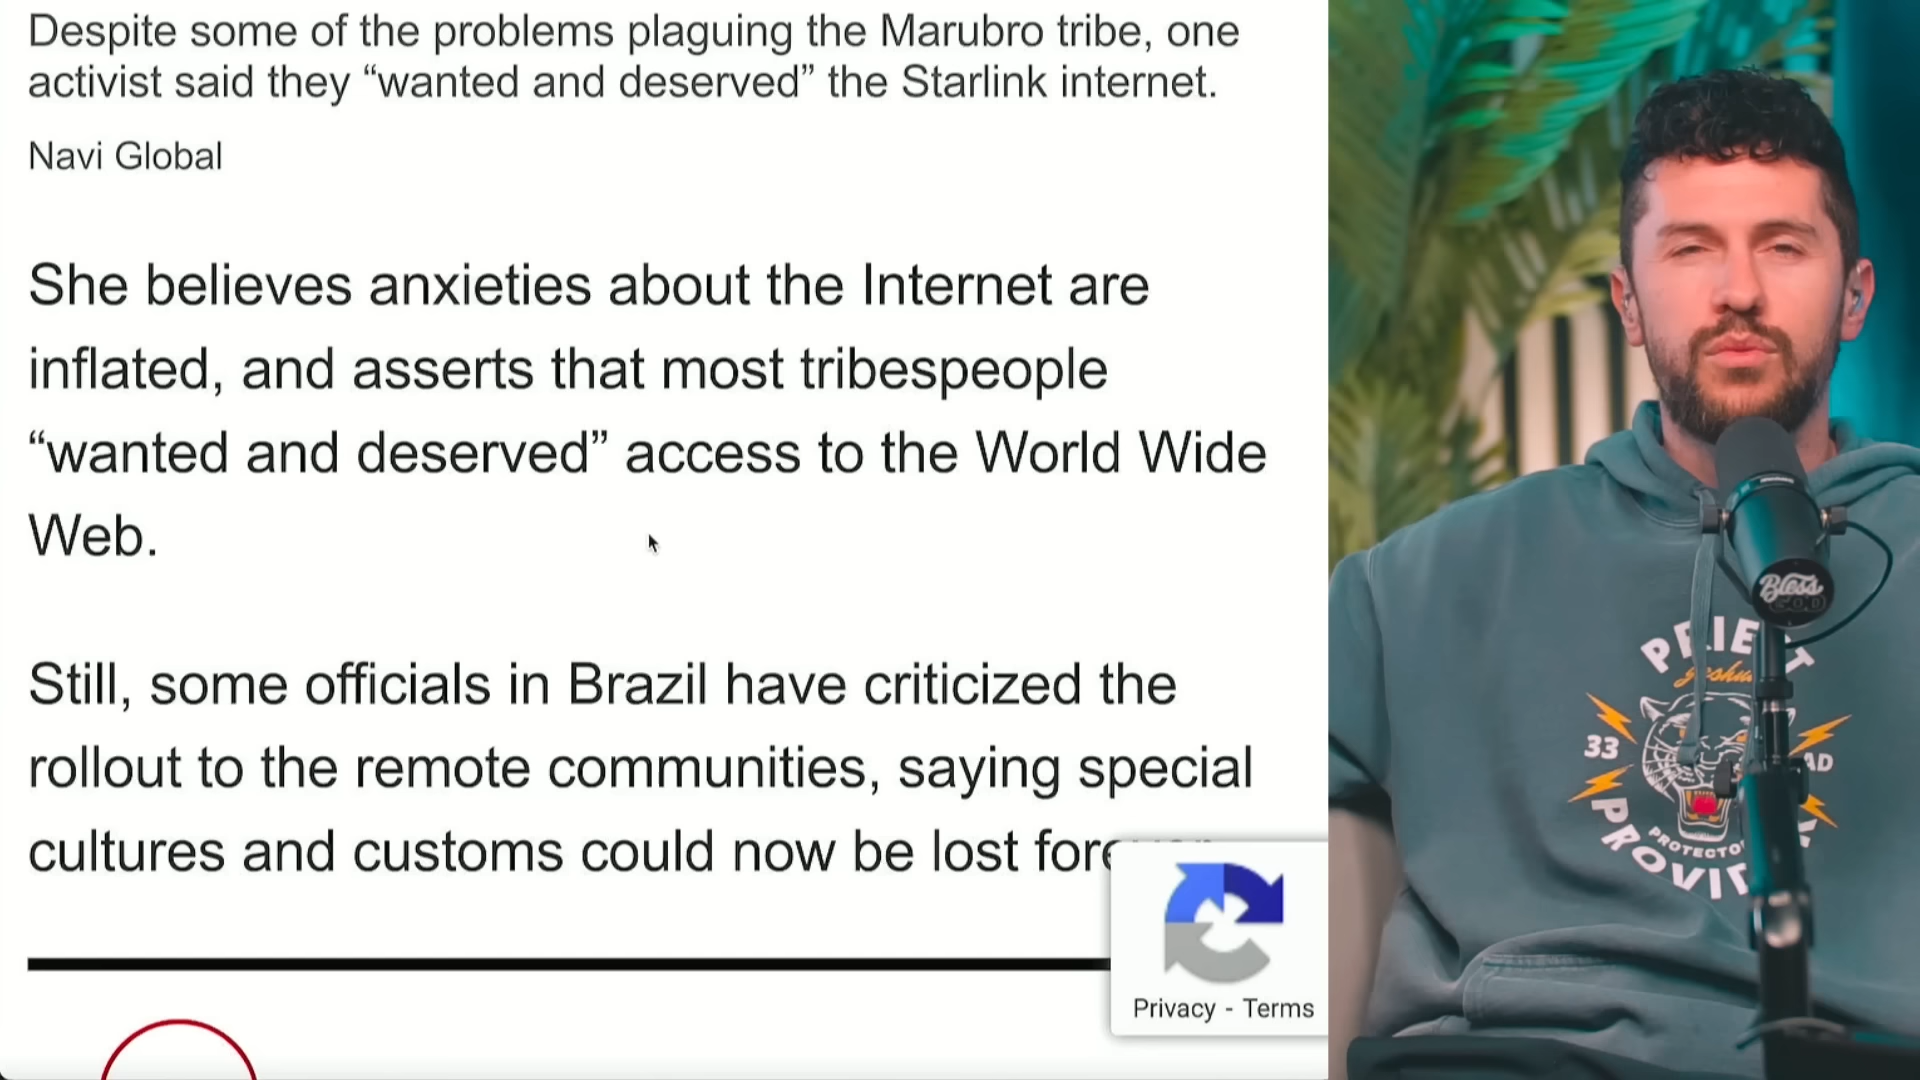 Despite some of the problems plaguing the Marubro tribe, one
activist said they “wanted and deserved” the Starlink internet.
Navi Global
She believes anxieties about the Internet are
inflated, and asserts that most tribespeople
“wanted and deserved” access to the World Wide
Web.
Still, some officials in Brazil have criticized the
rollout to the remote communities, saying special
cultures and customs could now be lost
Privacy - Terms
Bless
GOD
33
AD